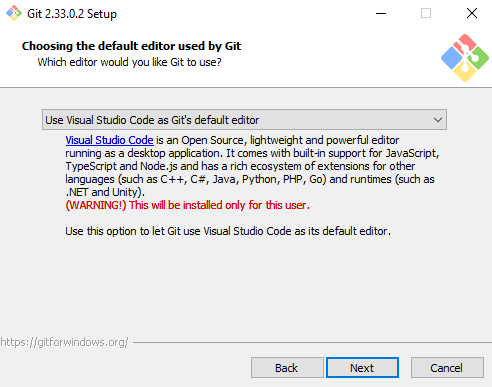 Git 2.33.0.2 Setup
Choosing the default editor used by Git
Which editor would you like Git to use?
Use Visual Studio Code as Git's default editor
Visual Studio Code is an Open Source, lightweight and powerful editor
running as a desktop application. It comes with built-in support for JavaScript,
TypeScript and Node.js and has a rich ecosystem of extensions for other
languages (such as C++, C#, Java, Python, PHP, Go) and runtimes (such as
.NET and Unity).
(WARNING!) This will be installed only for this user.
Use this option to let Git use Visual Studio Code as its default editor.
https://gitforwindows.org/
Back
Next
Cancel